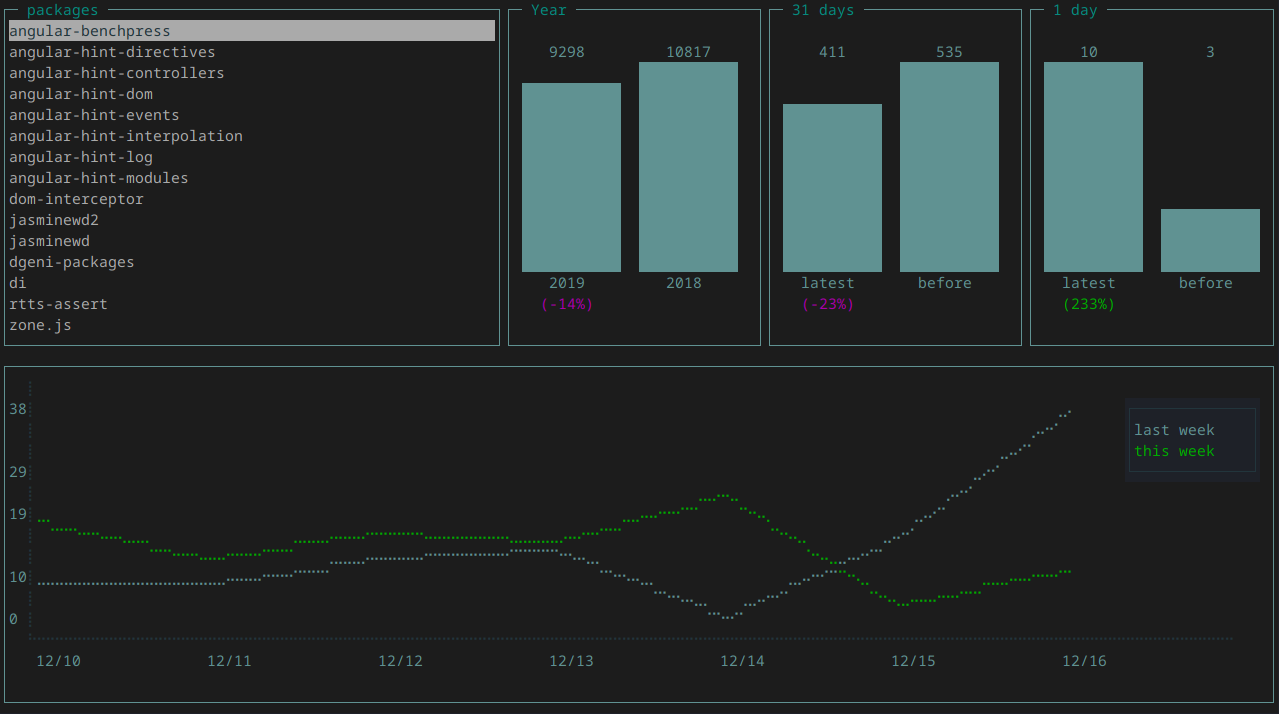 packages
angular-benchpress
angular-hint-directives
angular-hint-controllers
angular-hint-dom
angular-hint-events
angular-hint-interpolation
angular-hint-log
angular-hint-modules
dom-interceptor
jasminewd2
jasminewd
dgeni-packages
di
rtts-assert
zone.js
Year
9298 10817
2019 2018
(-14%)
31 days
411 535
latest before
(-23%)
1 day
10 3
latest before
(233%)
38
29
19
10
0
12/10 12/11 12/12 12/13 12/14 12/15 12/16
last week
this week